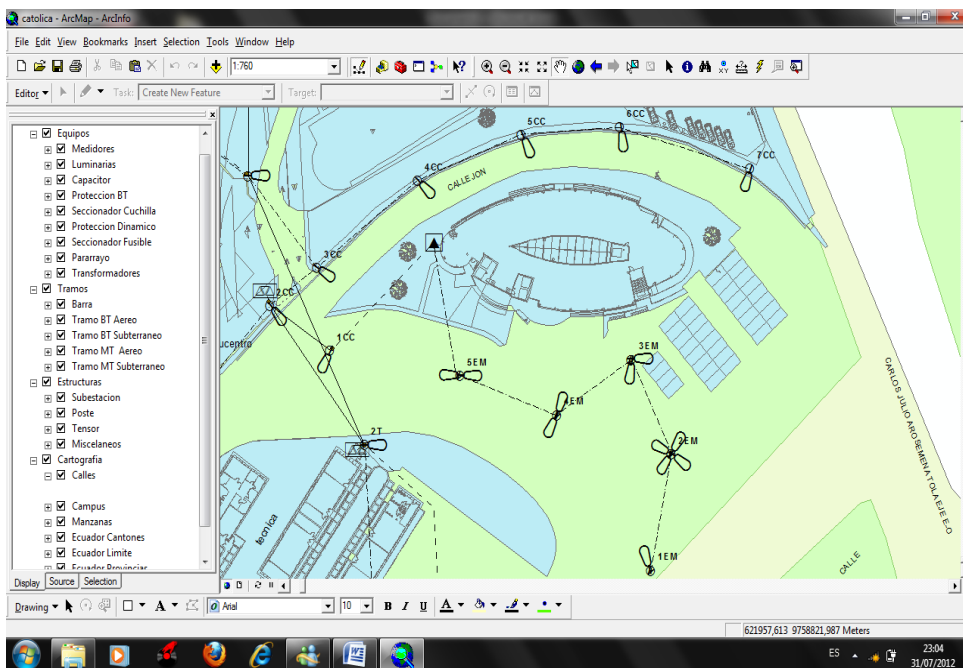 catolica - ArcMap - ArcInfo
File Edit View Bookmarks Insert Selection Tools Window Help
1:760
Editor Task: Create New Feature Target:
Equipos
Medidores
Luminarias
Capacitor
Proteccion BT
Seccionador Cuchilla
Proteccion Dinamico
Seccionador Fusible
Pararrayo
Transformadores
Tramos
Barra
Tramo BT Aereo
Tramo BT Subterraneo
Tramo MT Aereo
Tramo MT Subterraneo
Estructuras
Subestacion
Poste
Tensor
Miscelaneos
Cartografia
Calles
Campus
Manzanas
Ecuador Cantones
Ecuador Limite
Ecuador Provincias
Display Source Selection
5CC
6CC
7CC
4CC
CALLEJON
3CC
2CC
ucentro
1CC
5EM
3EM
4EM
2T
2EM
tecnica
1EM
CALLE
CARLOS JULIO AROSEMENA TOLA EJE E-O
Drawing Arial 10 B I U A
621957,613 9758821,987 Meters
ES
23:04
31/07/2012